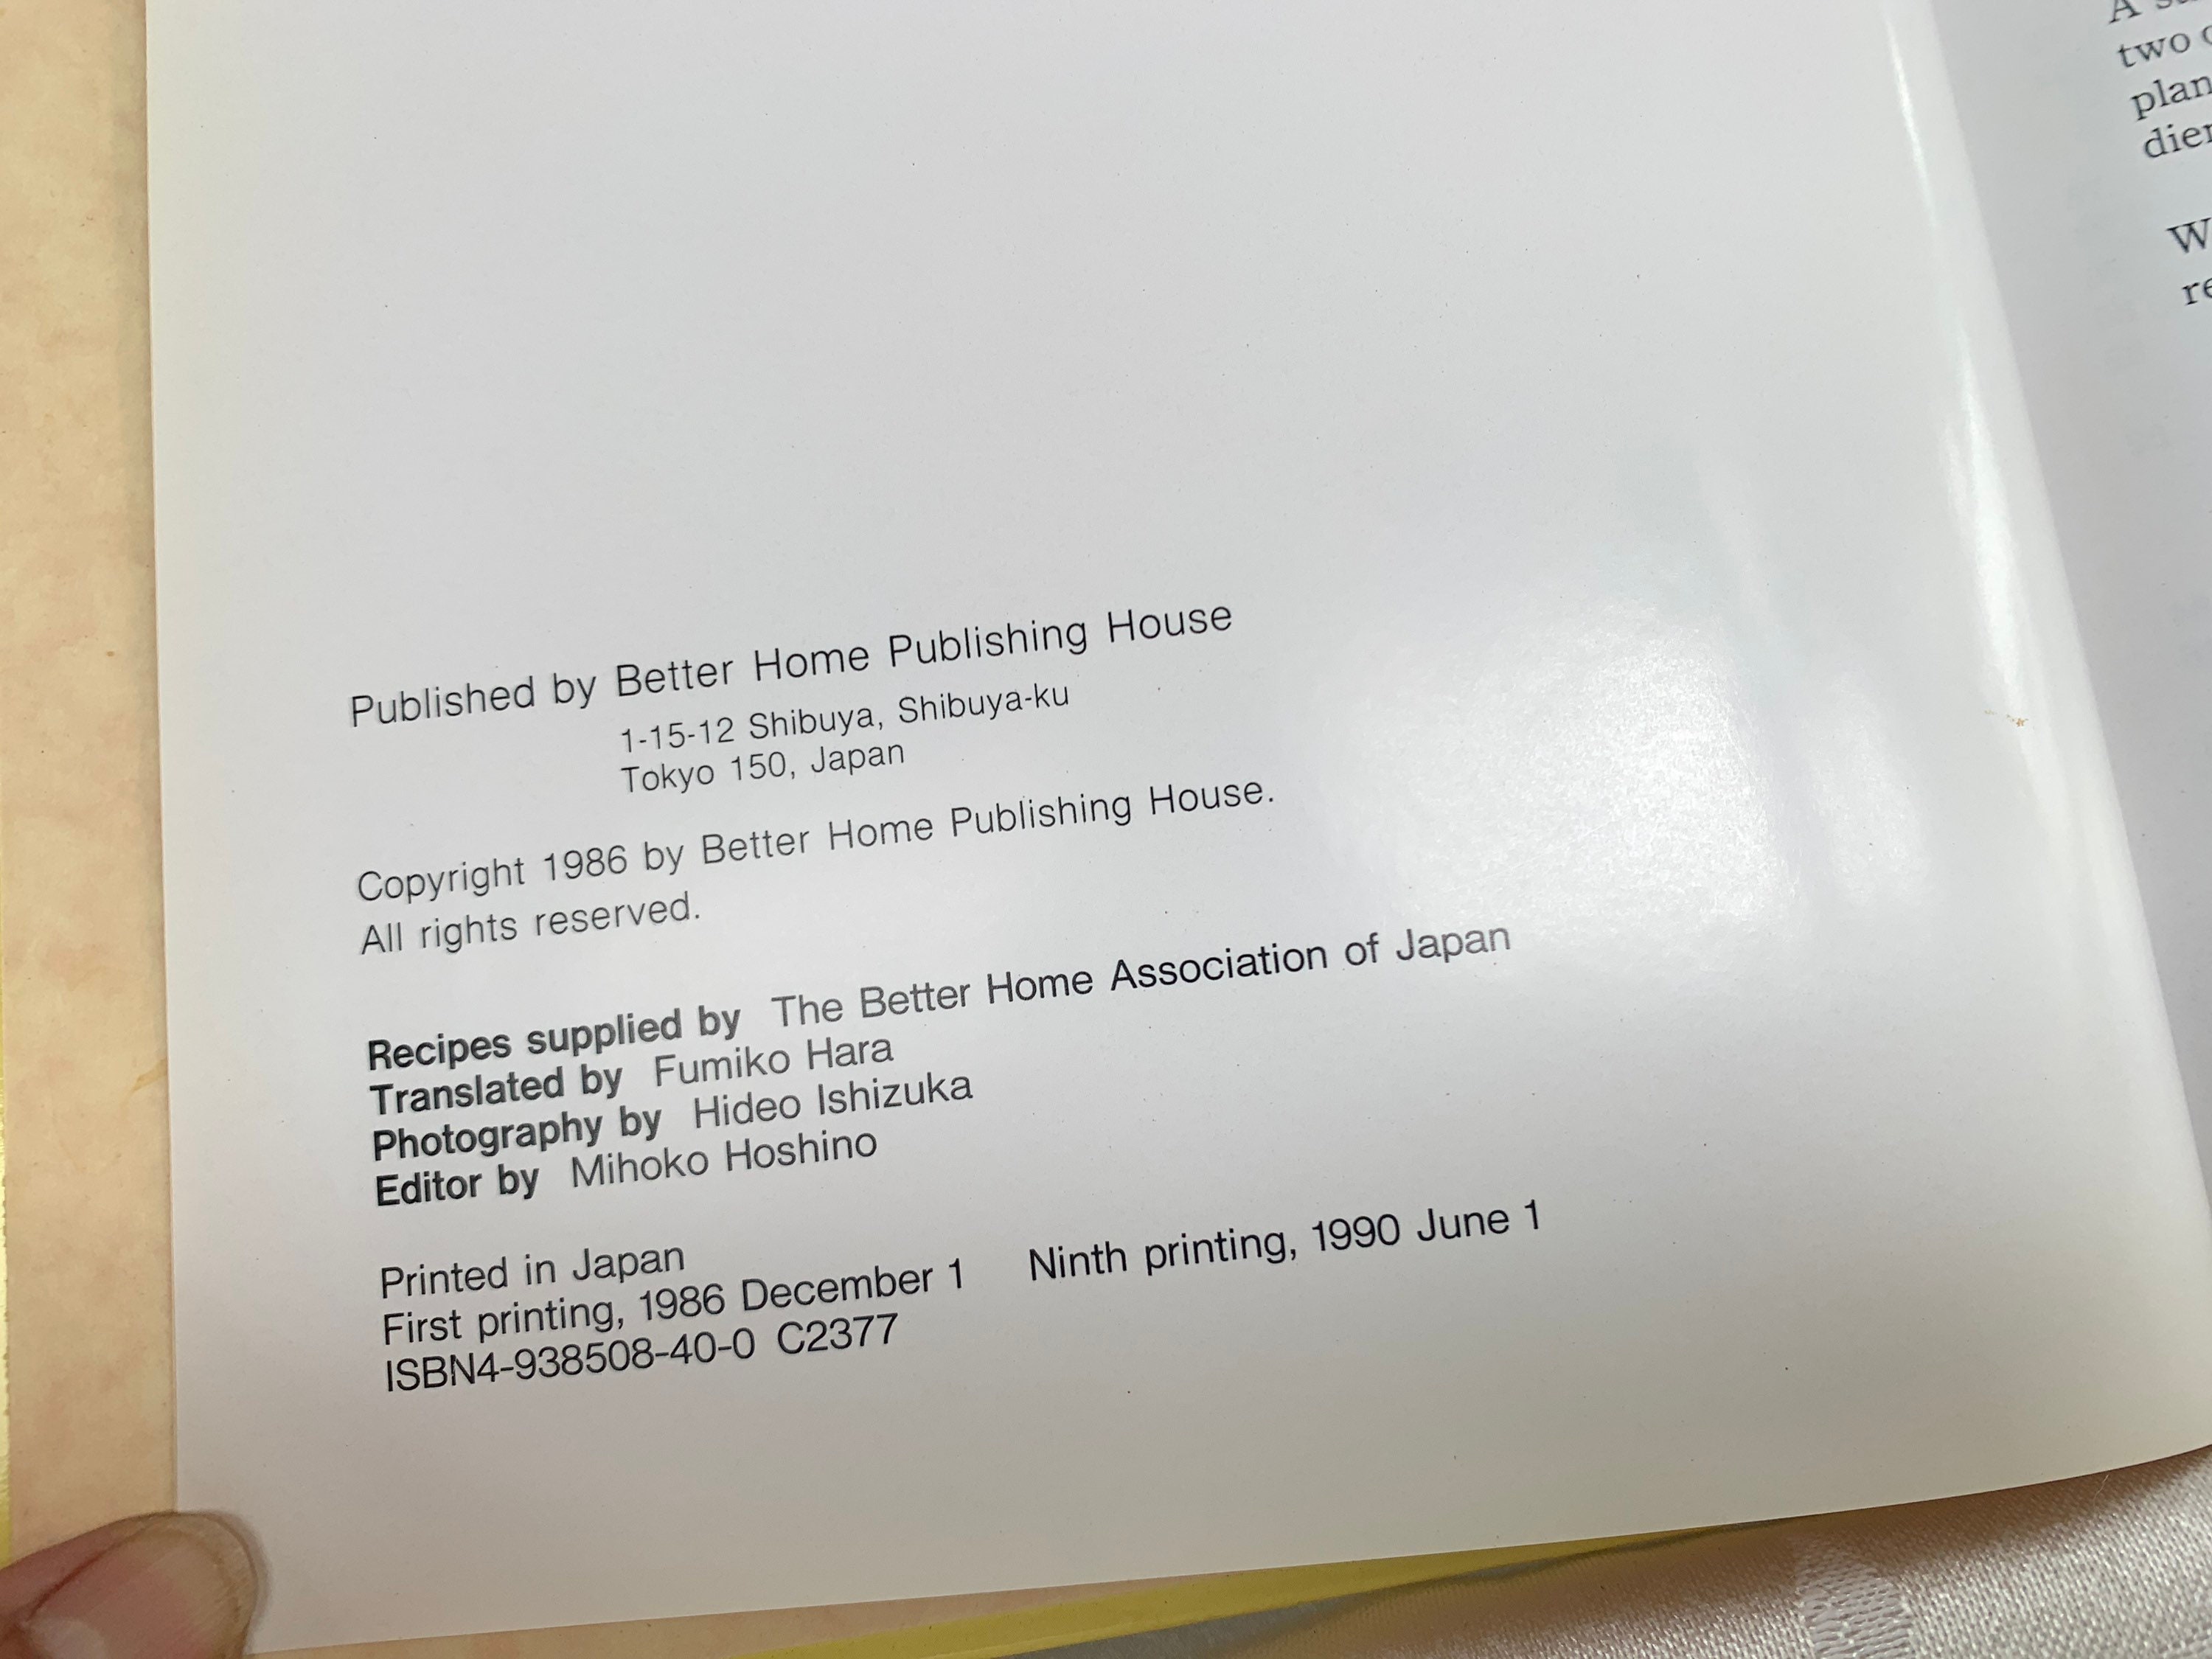 Published by Better Home Publishing House
1-15-12 Shibuya, Shibuya-ku
Tokyo 150, Japan
Copyright 1986 by Better Home Publishing House.
All rights reserved.
Recipes supplied by The Better Home Association of Japan
Translated by Fumiko Hara
Photography by Hideo Ishizuka
Editor by Mihoko Hoshino
Printed in Japan
First printing, 1986 December 1 Ninth printing, 1990 June 1
ISBN4-938508-40-0 C2377
A
two